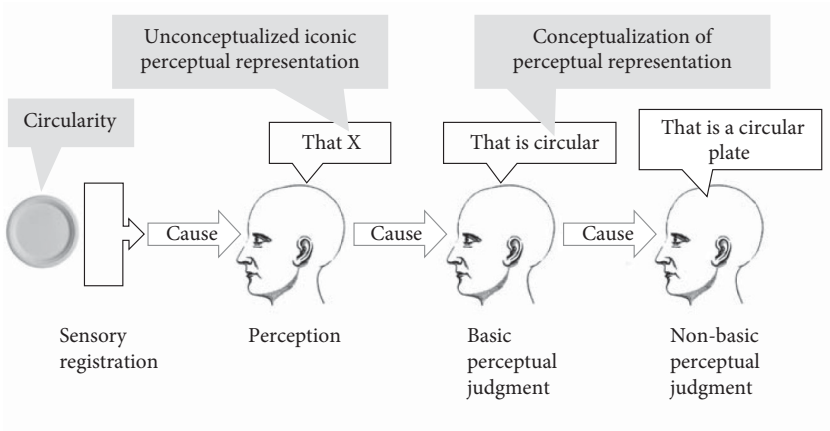 Unconceptualized iconic
perceptual representation
Conceptualization of
perceptual representation
Circularity
That X
That is circular
That is a circular
plate
Cause
Cause
Cause
Sensory
registration
Perception
Basic
perceptual
judgment
Non-basic
perceptual
judgment